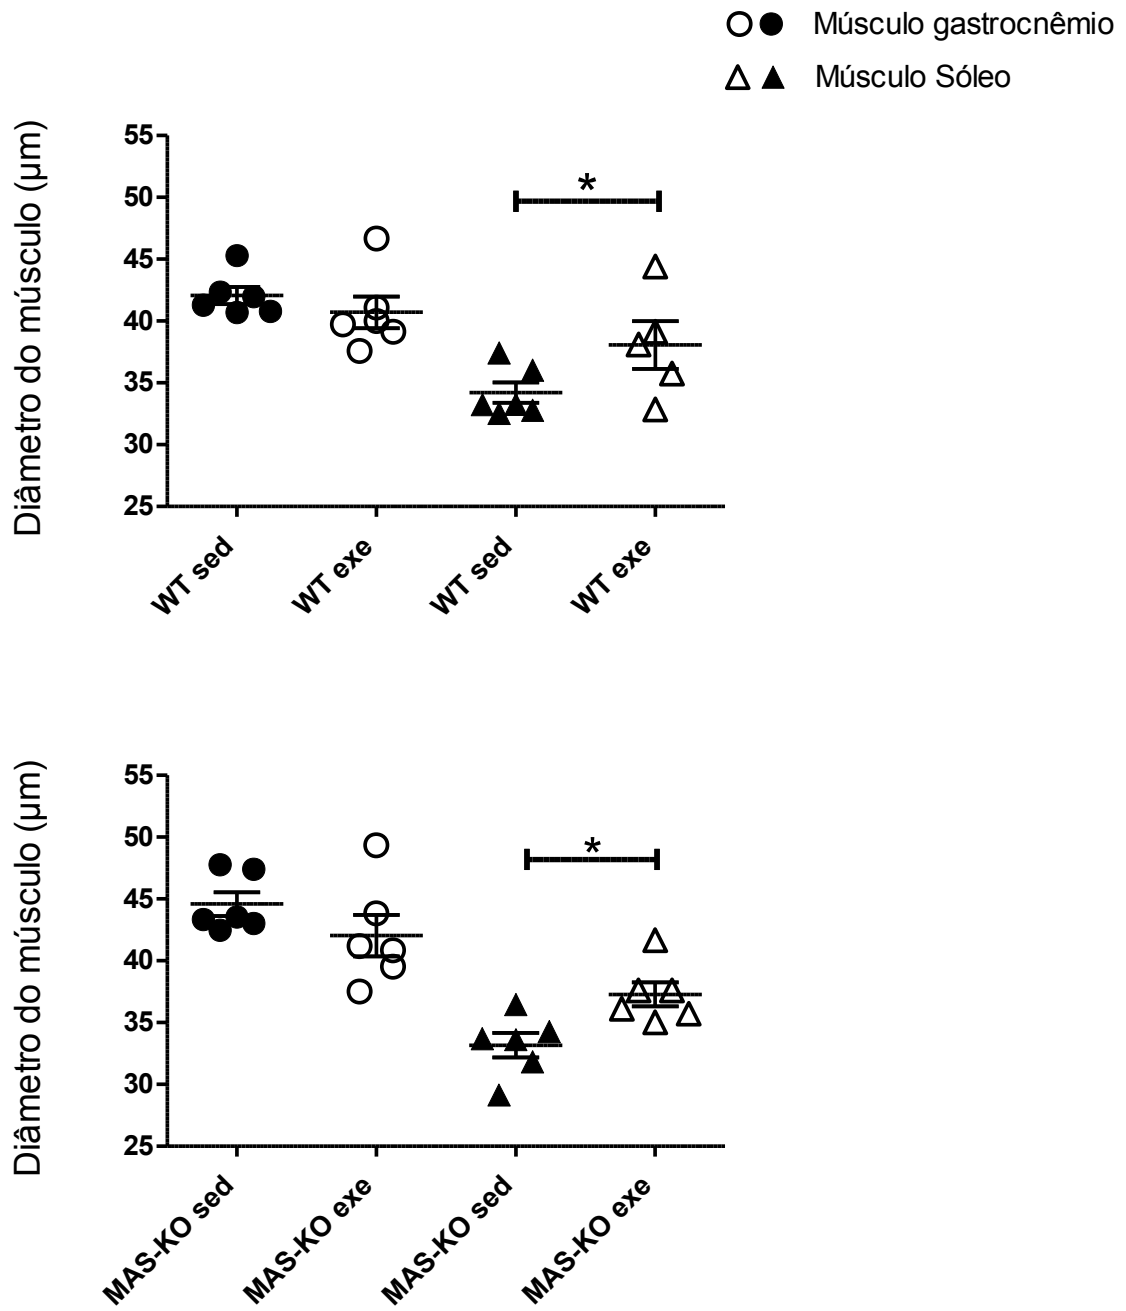 Músculo gastrocnêmio
Músculo Sóleo
Diâmetro do músculo (µm)
55
50
45
40
35
30
25
*
WT sed
WT exe
WT sed
WT exe
Diâmetro do músculo (µm)
55
50
45
40
35
30
25
*
MAS-KO sed
MAS-KO exe
MAS-KO sed
MAS-KO exe